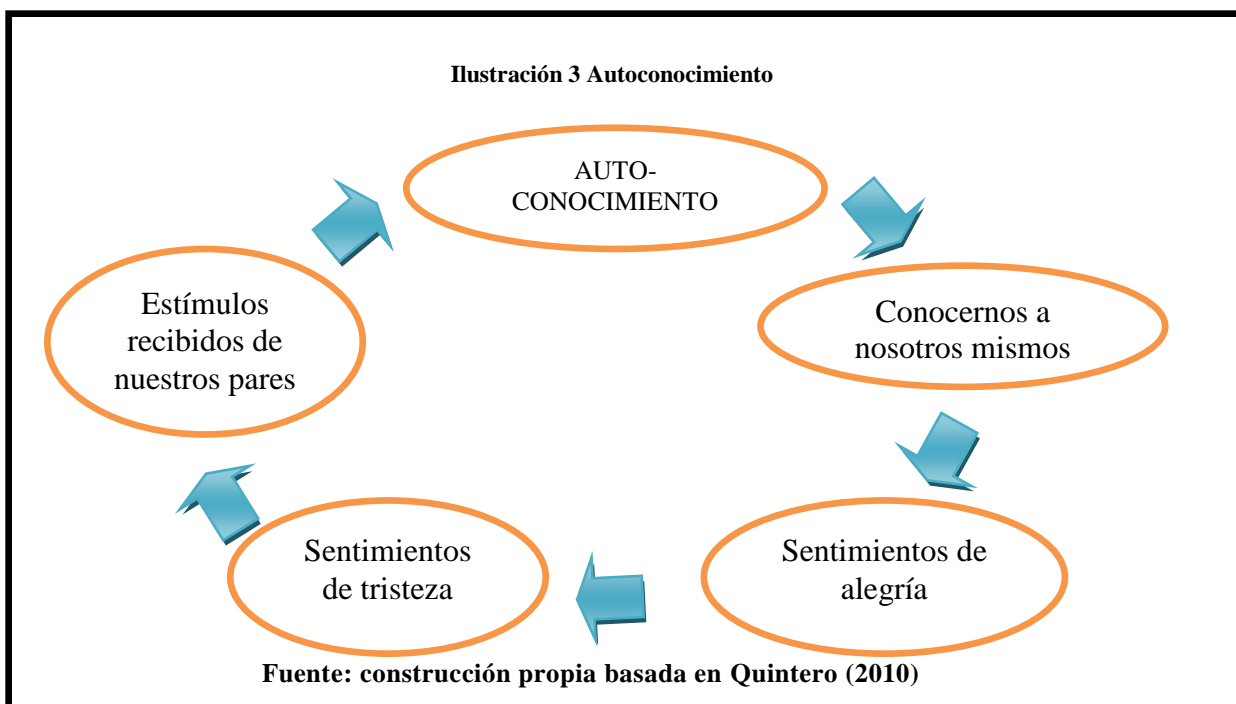 Ilustración 3 Autoconocimiento
AUTO-
CONOCIMIENTO
Conocernos a
nosotros mismos
Sentimientos de
alegría
Sentimientos
de tristeza
Estímulos
recibidos de
nuestros pares
Fuente: construcción propia basada en Quintero (2010)